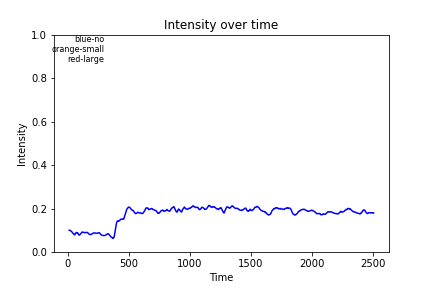 Intensity over time
blue-no
orange-small
red-large
1.0
0.8
0.6
0.4
0.2
0.0
Intensity
0 500 1000 1500 2000 2500
Time